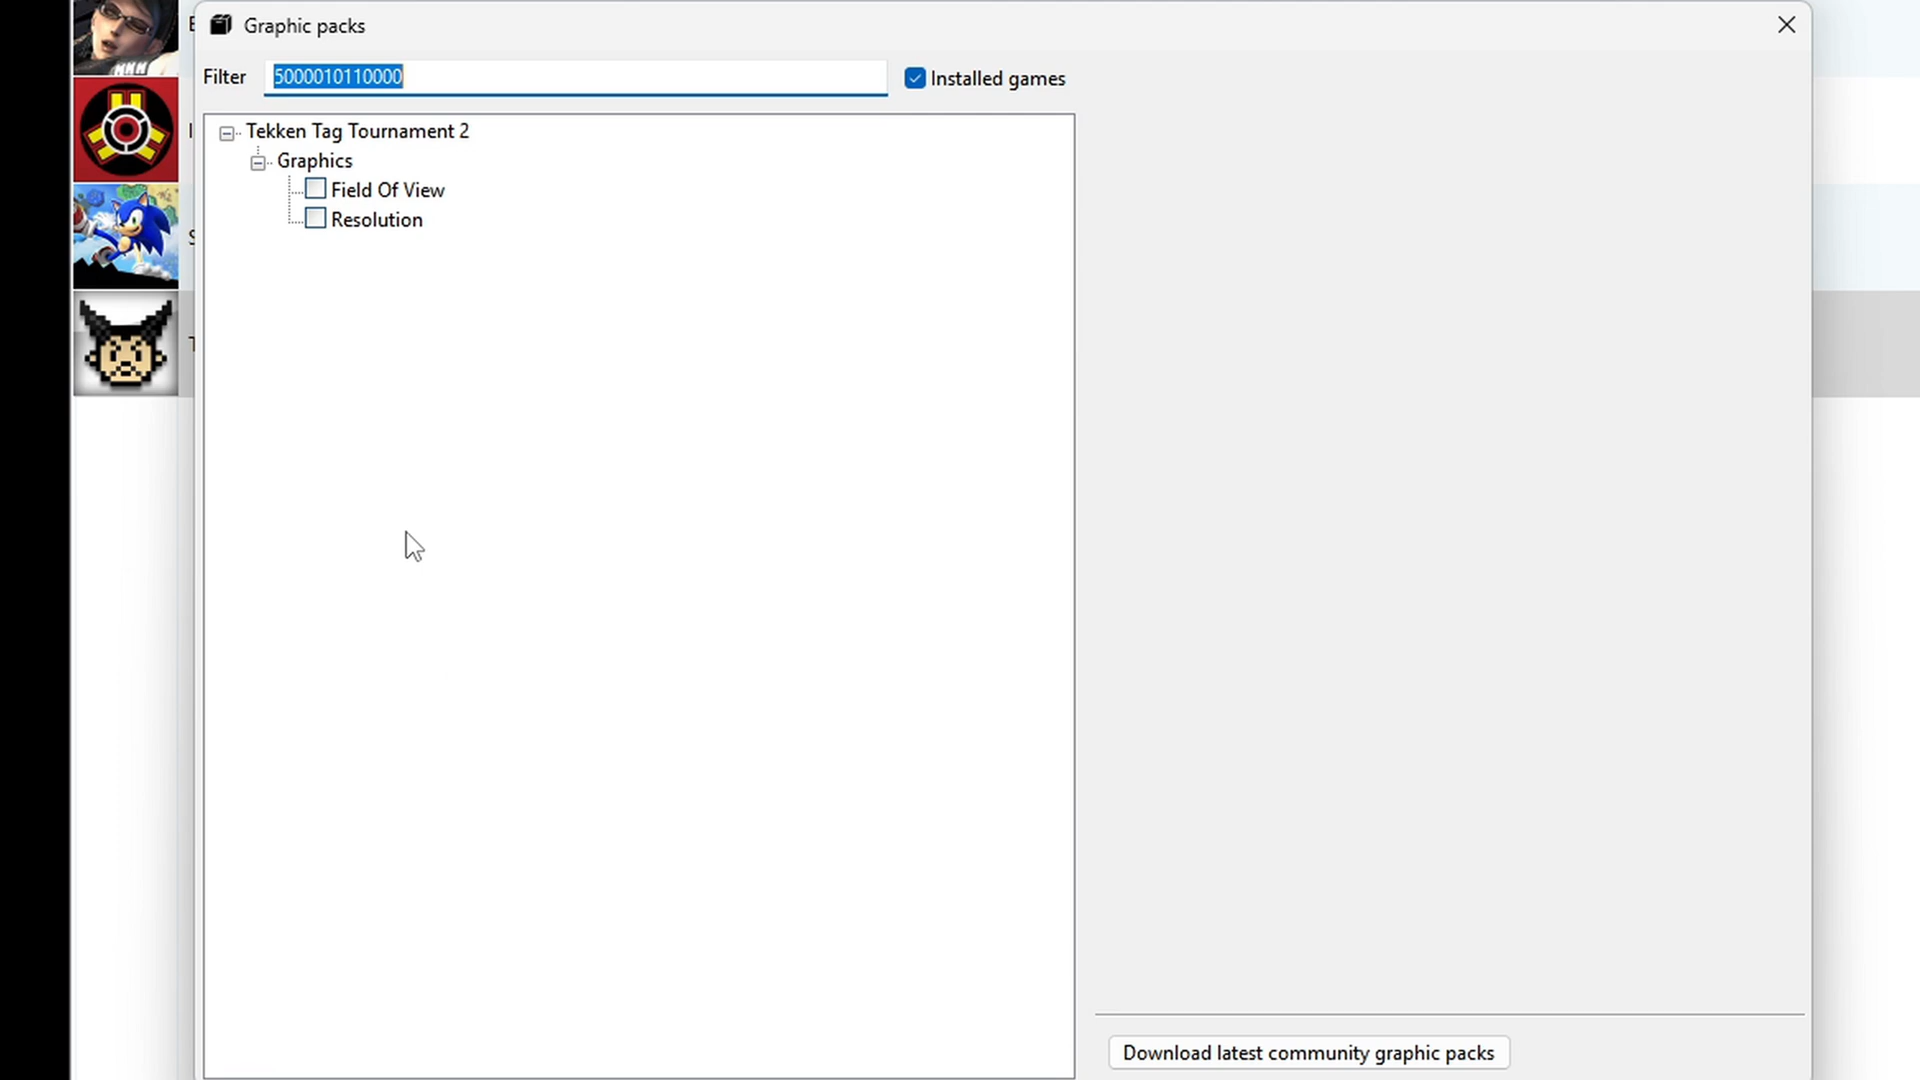 Graphic packs
Filter 5000010110000 Installed games
Tekken Tag Tournament 2
Graphics
Field Of View
Resolution
Download latest community graphic packs